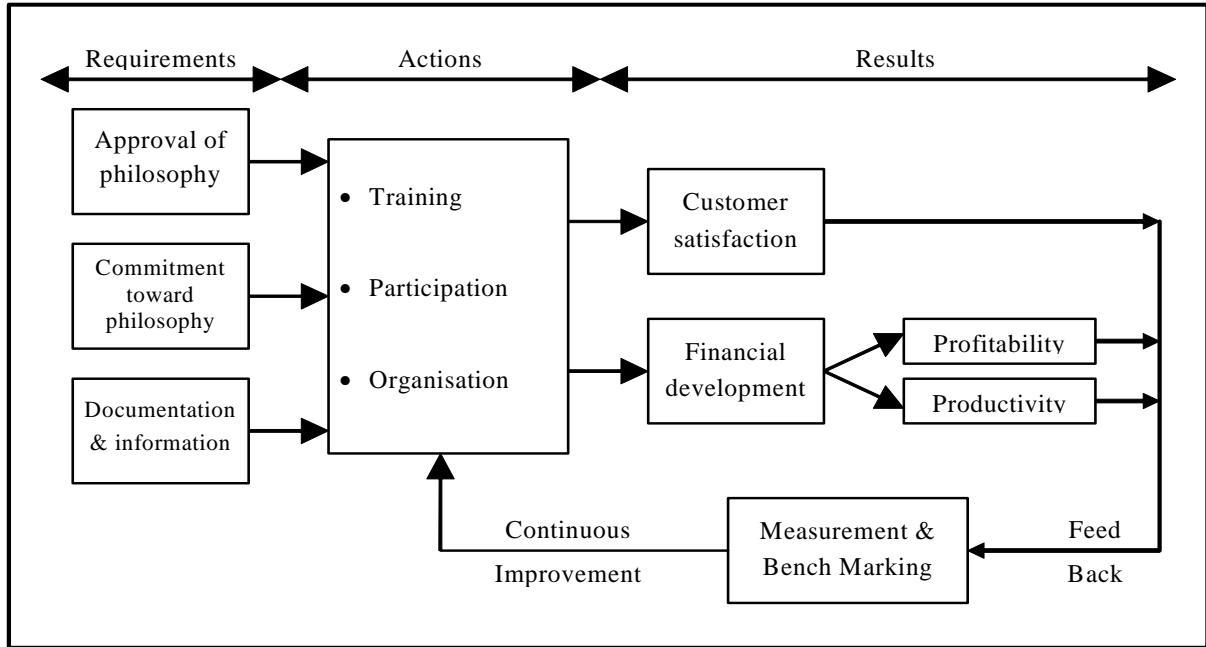 Requirements
Actions
Results
Approval of
philosophy
Commitment
toward
philosophy
Documentation
& information
• Training
• Participation
• Organisation
Customer
satisfaction
Financial
development
Profitability
Productivity
Continuous
Improvement
Measurement &
Bench Marking
Feed
Back